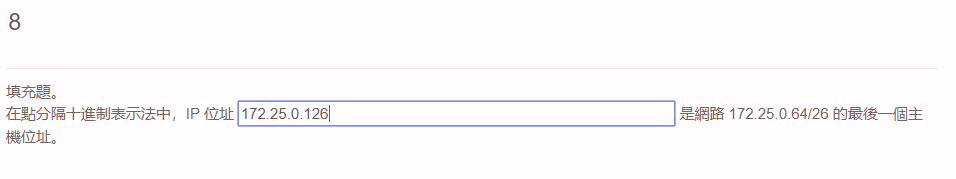 8
填充題。
在點分隔十進制表示法中，IP 位址 172.25.0.126 是網路 172.25.0.64/26 的最後一個主
機位址。